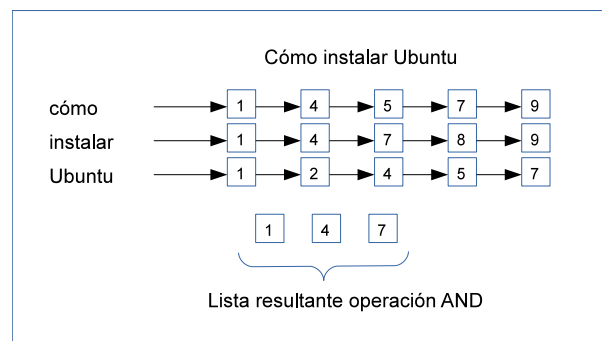 Cómo instalar Ubuntu
cómo 1 4 5 7 9
instalar 1 4 7 8 9
Ubuntu 1 2 4 5 7
1 4 7
Lista resultante operación AND